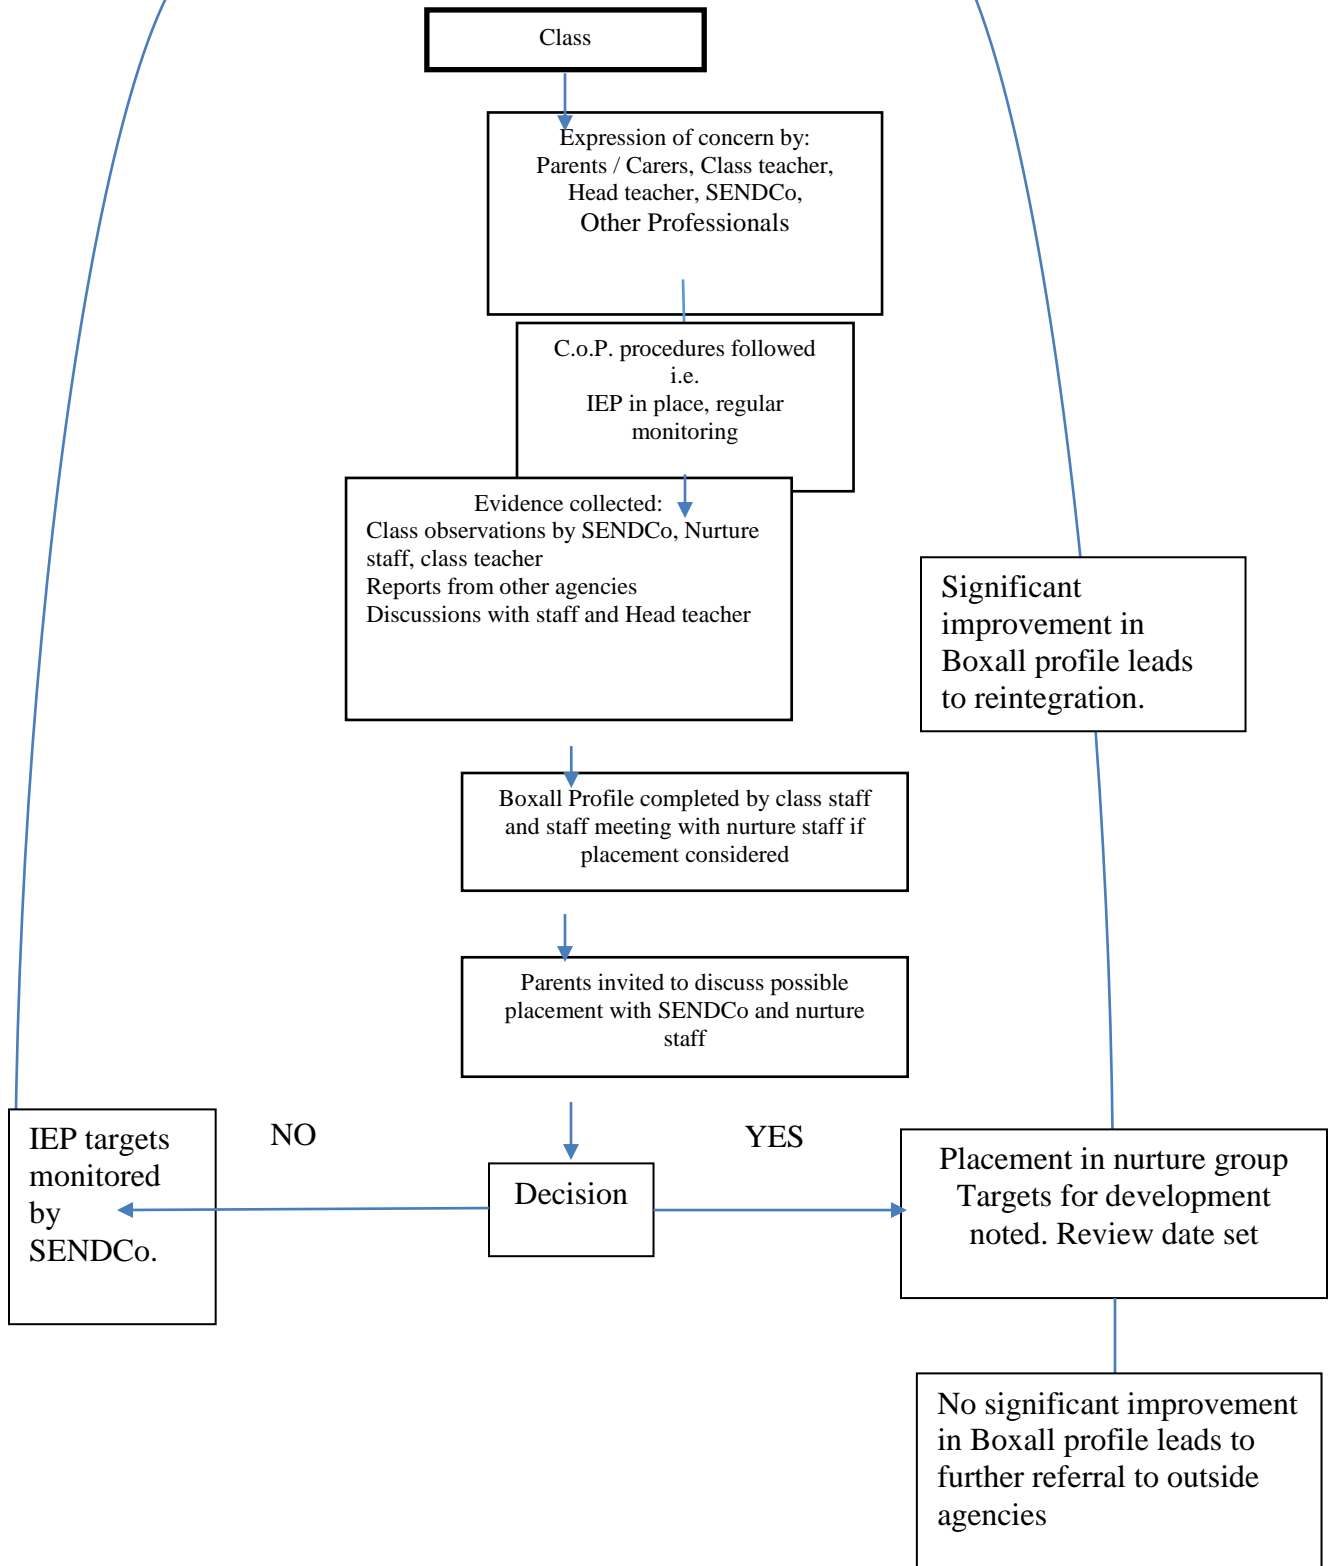 Class
Expression of concern by:
Parents / Carers, Class teacher,
Head teacher, SENDCo,
Other Professionals
C.o.P. procedures followed
i.e.
IEP in place, regular
monitoring
Evidence collected:
Class observations by SENDCo, Nurture
staff, class teacher
Reports from other agencies
Discussions with staff and Head teacher
Significant
improvement in
Boxall profile leads
to reintegration.
Boxall Profile completed by class staff
and staff meeting with nurture staff if
placement considered
Parents invited to discuss possible
placement with SENDCo and nurture
staff
NO
YES
IEP targets
monitored
by
SENDCo.
Decision
Placement in nurture group
Targets for development
noted. Review date set
No significant improvement
in Boxall profile leads to
further referral to outside
agencies